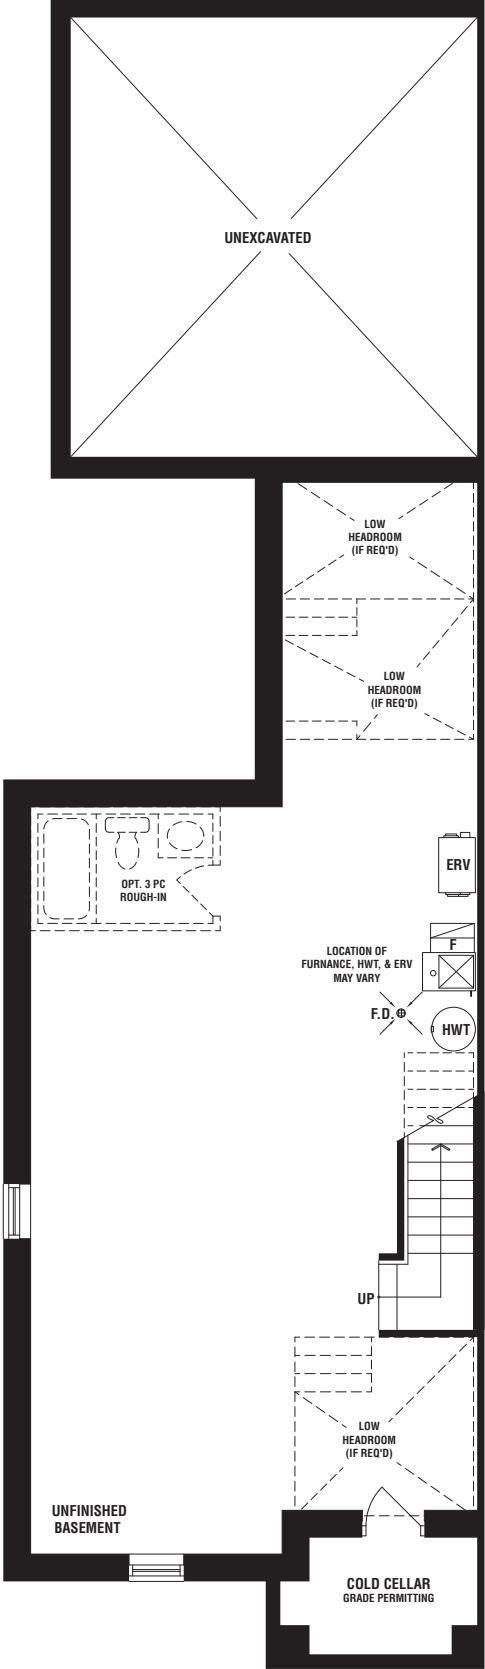 UNEXCAVATED
LOW
HEADROOM
(IF REQ'D)
LOW
HEADROOM
(IF REQ'D)
ERV
OPT. 3 PC
ROUGH-IN
F
LOCATION OF
FURNANCE, HWT, & ERV
MAY VARY
F.D.
HWT
UP
LOW
HEADROOM
(IF REQ'D)
UNFINISHED
BASEMENT
COLD CELLAR
GRADE PERMITTING